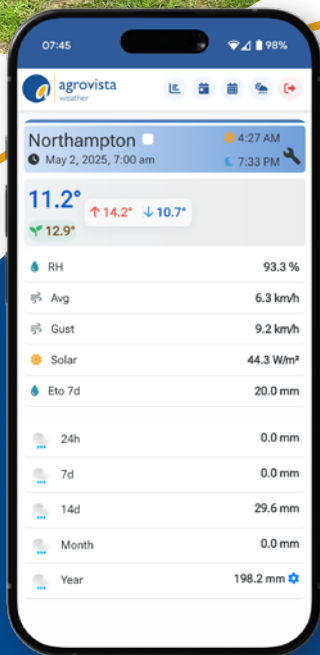 07:45
98%
agrovista
weather
Northampton
4:27 AM
May 2, 2025, 7:00 am
7:33 PM
11.2°
↑ 14.2° ↓ 10.7°
12.9°
RH 93.3 %
Avg 6.3 km/h
Gust 9.2 km/h
Solar 44.3 W/m²
Eto 7d 20.0 mm
24h 0.0 mm
7d 0.0 mm
14d 29.6 mm
Month 0.0 mm
Year 198.2 mm